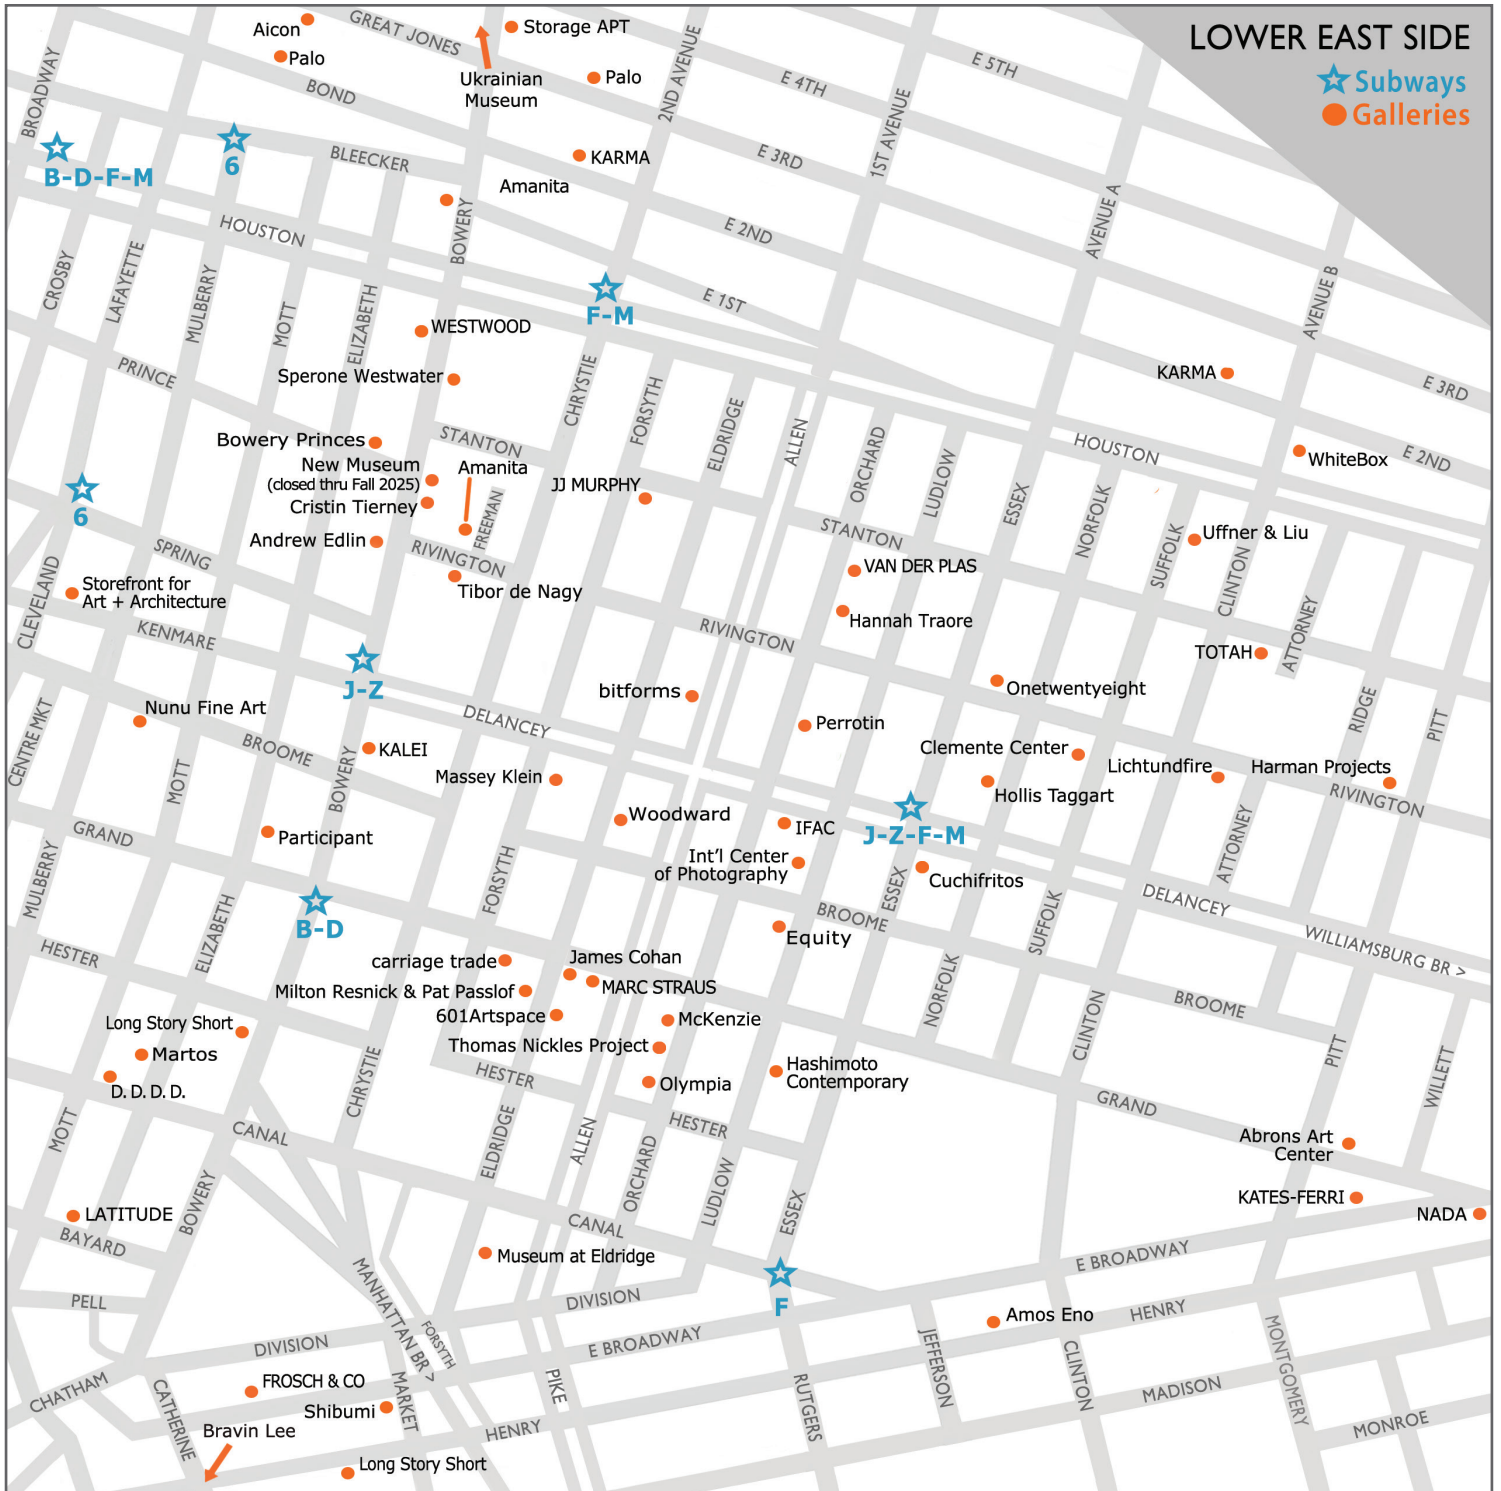 LOWER EAST SIDE
Subways
Galleries
Aicon
Palo
GREAT JONES
Storage APT
Ukrainian
Museum
Palo
2ND AVENUE
E 4TH
E 5TH
BROADWAY
BOND
B-D-F-M
6
BLEECKER
KARMA
Amanita
E 3RD
1ST AVENUE
AVENUE A
E 2ND
HOUSTON
BOWERY
CROSBY
LAFAYETTE
MULBERRY
MOTT
ELIZABETH
F-M
E 1ST
AVENUE B
WESTWOOD
PRINCE
Sperone Westwater
CHRYSTIE
FORSYTH
ELDRIDGE
ALLEN
ORCHARD
LUDLOW
ESSEX
NORFOLK
SUFFOLK
CLINTON
ATTORNEY
RIDGE
PITT
KARMA
E 3RD
HOUSTON
E 2ND
WhiteBox
Bowery Princes
STANTON
New Museum
(closed thru Fall 2025)
Amanita
Cristin Tierney
JJ MURPHY
FREEMAN
6
STANTON
Uffner & Liu
Andrew Edlin
SPRING
RIVINGTON
Tibor de Nagy
VAN DER PLAS
CLEVELAND
Storefront for
Art + Architecture
KENMARE
Hannah Traore
RIVINGTON
TOTAH
J-Z
bitforms
Onetwentyeight
Nunu Fine Art
CENTRE MKT
BROOME
DELANCEY
Perrotin
KALEI
MOTT
BOWERY
Massey Klein
Clemente Center
Lichtundfire
Harman Projects
Hollis Taggart
RIVINGTON
GRAND
Participant
Woodward
IFAC
J-Z-F-M
Int'l Center
of Photography
Cuchifritos
ATTORNEY
DELANCEY
WILLIAMSBURG BR >
MULBERRY
ELIZABETH
B-D
FORSYTH
BROOME
ESSEX
Equity
SUFFOLK
NORFOLK
HESTER
carriage trade
James Cohan
MARC STRAUS
Milton Resnick & Pat Passlof
601Artspace
McKenzie
Thomas Nickles Project
BROOME
CLINTON
PITT
WILLETT
Long Story Short
Martos
D. D. D. D.
CHRYSTIE
HESTER
Olympia
Hashimoto
Contemporary
GRAND
MOTT
CANAL
ELDRIDGE
ALLEN
ORCHARD
HESTER
LUDLOW
ESSEX
Abrons Art
Center
KATES-FERRI
NADA
LATITUDE
BAYARD
BOWERY
CANAL
Museum at Eldridge
E BROADWAY
PELL
MANHATTAN BR >
FORSYTH
DIVISION
F
Amos Eno
HENRY
DIVISION
E BROADWAY
JEFFERSON
CLINTON
MONTGOMERY
CHATHAM
CATHERINE
FROSCH & CO
Shibumi
MARKET
PIKE
RUTGERS
MADISON
MONROE
Bravin Lee
HENRY
Long Story Short